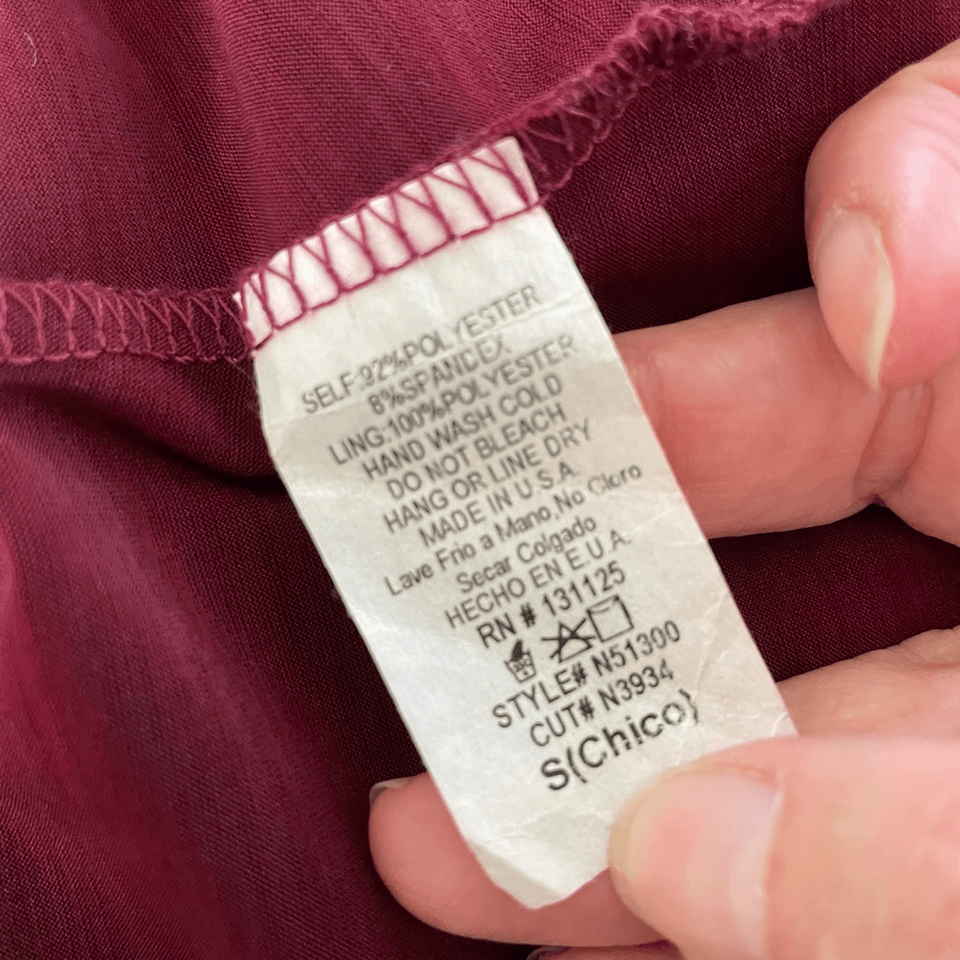 SELF:92%POLYESTER
8%SPANDEX
LING:100%POLYESTER
HAND WASH COLD
DO NOT BLEACH
HANG OR LINE DRY
MADE IN U.S.A
Lave Frio a Mano,No Cloro
Secar Colgado
HECHO EN E.U.A.
RN # 131125
STYLE# N51300
CUT# N3934
S(Chico)